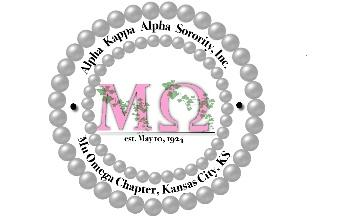 Alpha Kappa Alpha Sorority, Inc.
ΜΩ
est. May 10, 1924
Mu Omega Chapter, Kansas City, KS